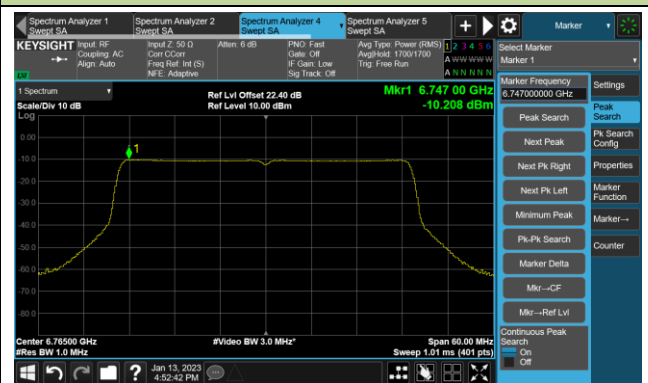 Spectrum Analyzer 1
Swept SA
Spectrum Analyzer 2
Swept SA
Spectrum Analyzer 4
Swept SA
Spectrum Analyzer 5
Swept SA
Marker
KEYSIGHT
Input: RF
Coupling: AC
Align: Auto
Input Z: 50 Ω
Corr CCorr
Freq Ref: Int (S)
NFE: Adaptive
Atten: 6 dB
PNO: Fast
Gate: Off
IF Gain: Low
Sig Track: Off
Avg Type: Power (RMS)
Avg|Hold: 1700/1700
Trig: Free Run
1 2 3 4 5 6
A W W W W W
A N N N N N
LXI
1 Spectrum
Scale/Div 10 dB
Log
Ref Lvl Offset 22.40 dB
Ref Level 10.00 dBm
Mkr1 6.747 00 GHz
-10.208 dBm
1
0.00
-10.0
-20.0
-30.0
-40.0
-50.0
-60.0
-70.0
-80.0
Center 6.76500 GHz
#Res BW 1.0 MHz
#Video BW 3.0 MHz*
Span 60.00 MHz
Sweep 1.01 ms (401 pts)
Select Marker
Marker 1
Marker Frequency
6.747000000 GHz
Peak Search
Next Peak
Next Pk Right
Next Pk Left
Minimum Peak
Pk-Pk Search
Marker Delta
Mkr→CF
Mkr→Ref Lvl
Continuous Peak
Search
On
Off
Settings
Peak
Search
Pk Search
Config
Properties
Marker
Function
Marker→
Counter
?
Jan 13, 2023
4:52:42 PM